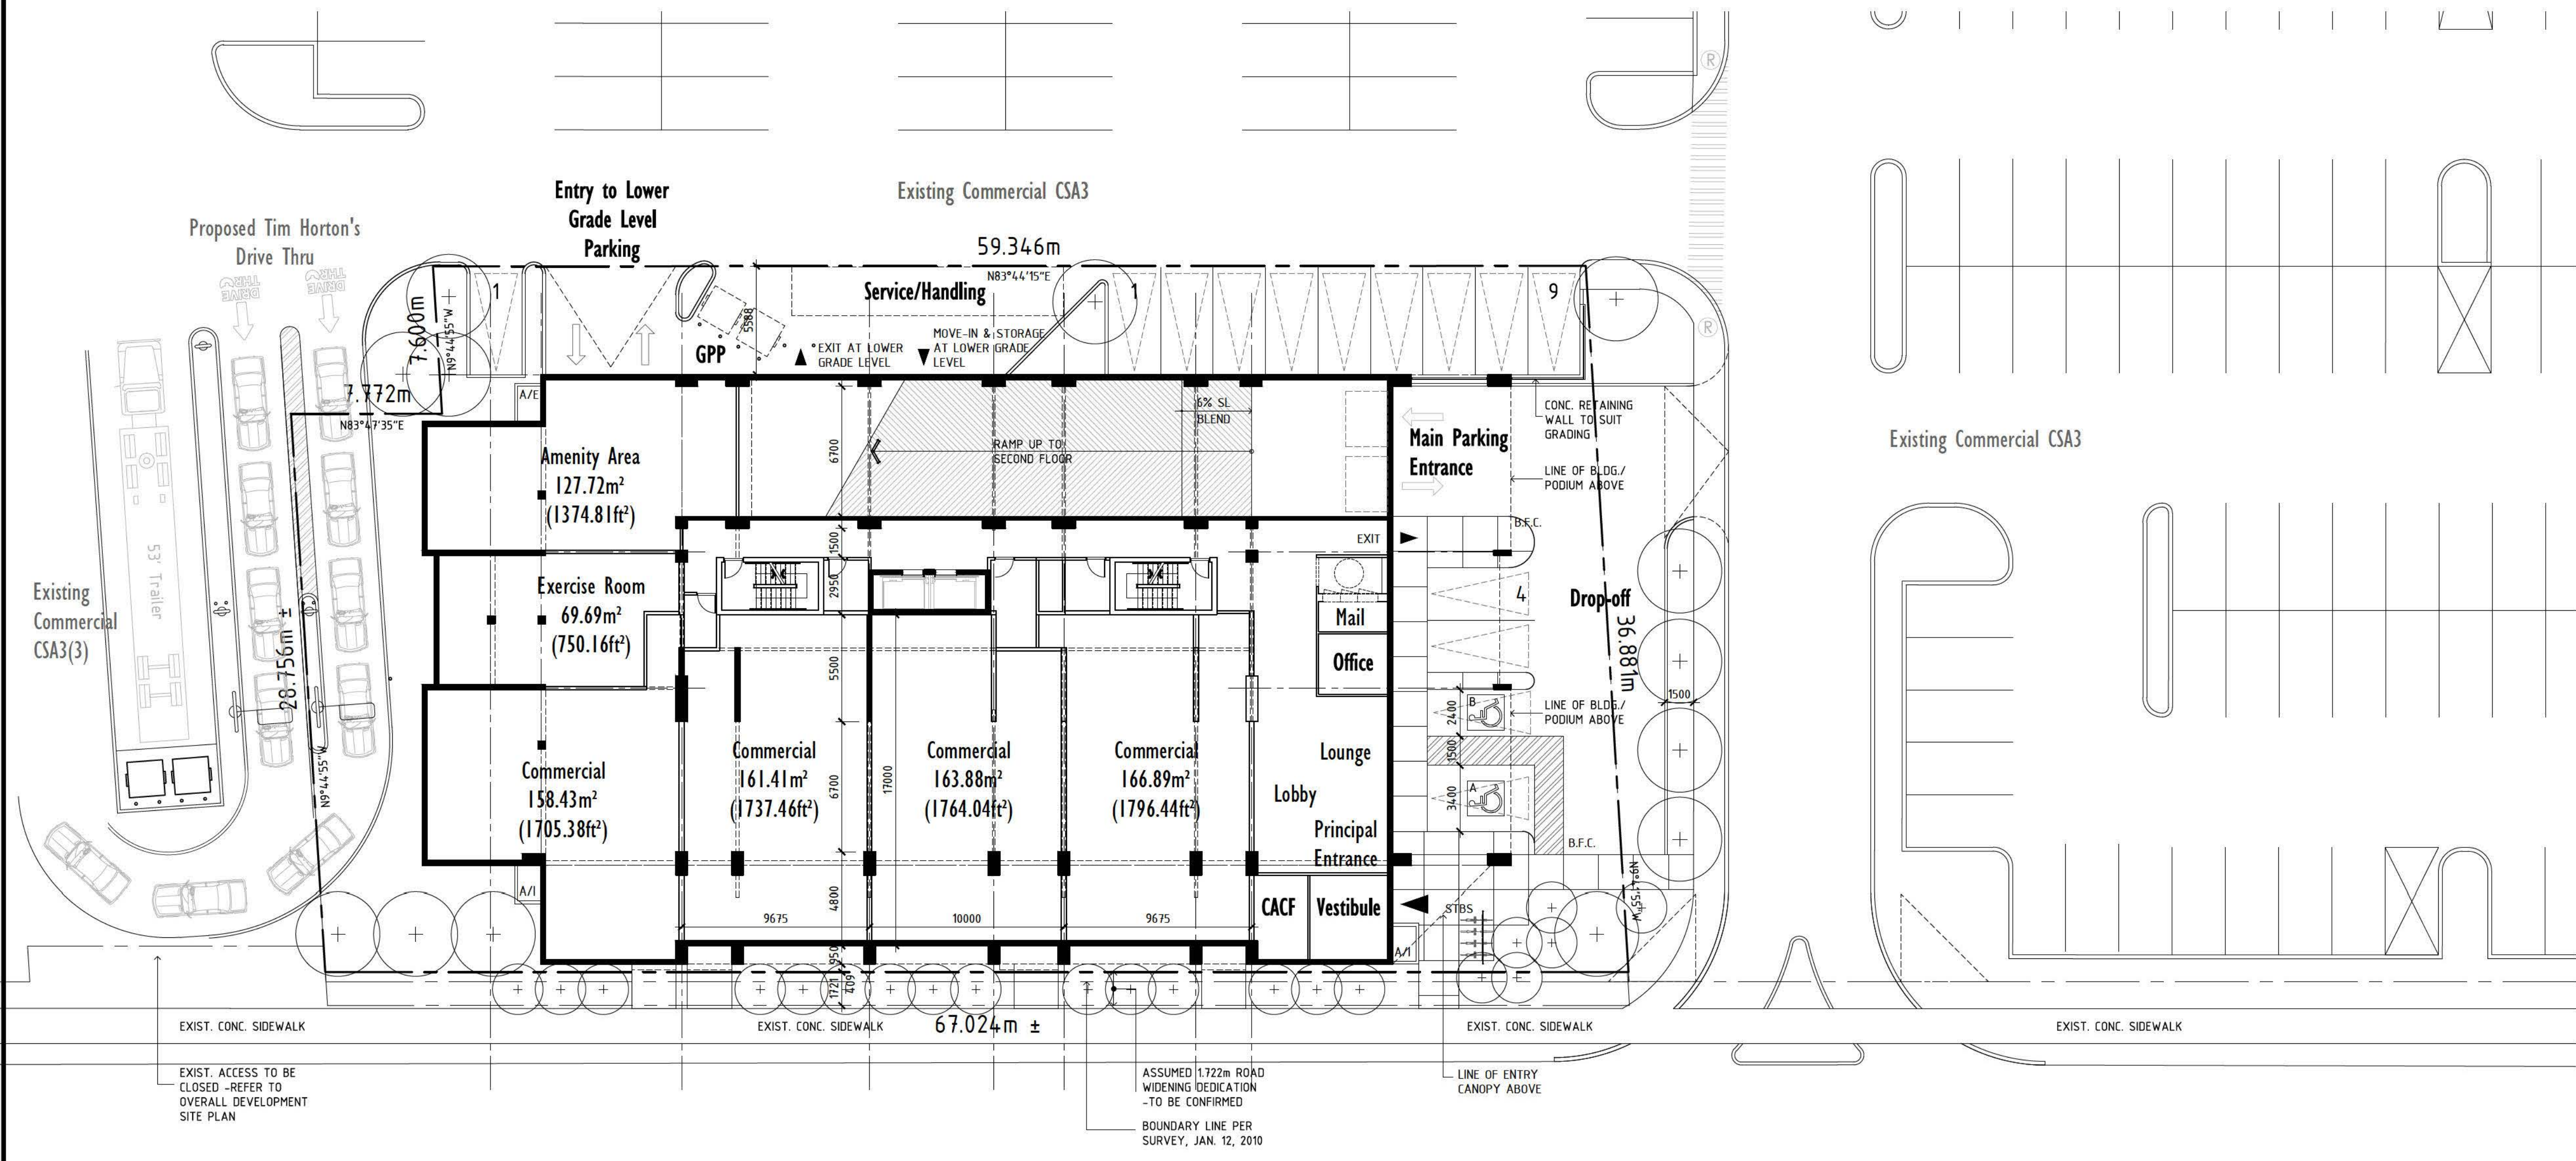 Entry to Lower
Grade Level
Parking
Existing Commercial CSA3
Proposed Tim Horton's
Drive Thru
DRIVE
THRU
DRIVE
THRU
59.346m
N83°44'15"E
Service/Handling
1
1
9
R
R
7.600m
N9°44'55"W
7.772m
N83°47'35"E
5588
GPP
EXIT AT LOWER
GRADE LEVEL
MOVE-IN & STORAGE
AT LOWER GRADE
LEVEL
A/E
6% SL
BLEND
RAMP UP TO
SECOND FLOOR
6700
Main Parking
Entrance
CONC. RETAINING
WALL TO SUIT
GRADING
LINE OF BLDG./
PODIUM ABOVE
Existing Commercial CSA3
Amenity Area
127.72m²
(1374.81ft²)
Exercise Room
69.69m²
(750.16ft²)
53' Trailer
Existing
Commercial
CSA3(3)
28.756m ±
N9°44'55"W
1500
2950
5500
6700
4800
17000
EXIT
B.F.C.
Mail
Office
4
Drop-off
36.881m
1500
2400
1500
3400
B
A
LINE OF BLDG./
PODIUM ABOVE
B.F.C.
N9°44'55"W
Commercial
158.43m²
(1705.38ft²)
Commercial
161.41m²
(1737.46ft²)
Commercial
163.88m²
(1764.04ft²)
Commercial
166.89m²
(1796.44ft²)
Lounge
Lobby
Principal
Entrance
CACF
Vestibule
STBS
A/I
A/I
9675
10000
9675
950
1721
409
EXIST. CONC. SIDEWALK
EXIST. CONC. SIDEWALK
67.024m ±
EXIST. CONC. SIDEWALK
EXIST. CONC. SIDEWALK
EXIST. ACCESS TO BE
CLOSED -REFER TO
OVERALL DEVELOPMENT
SITE PLAN
ASSUMED 1.722m ROAD
WIDENING DEDICATION
-TO BE CONFIRMED
BOUNDARY LINE PER
SURVEY, JAN. 12, 2010
LINE OF ENTRY
CANOPY ABOVE